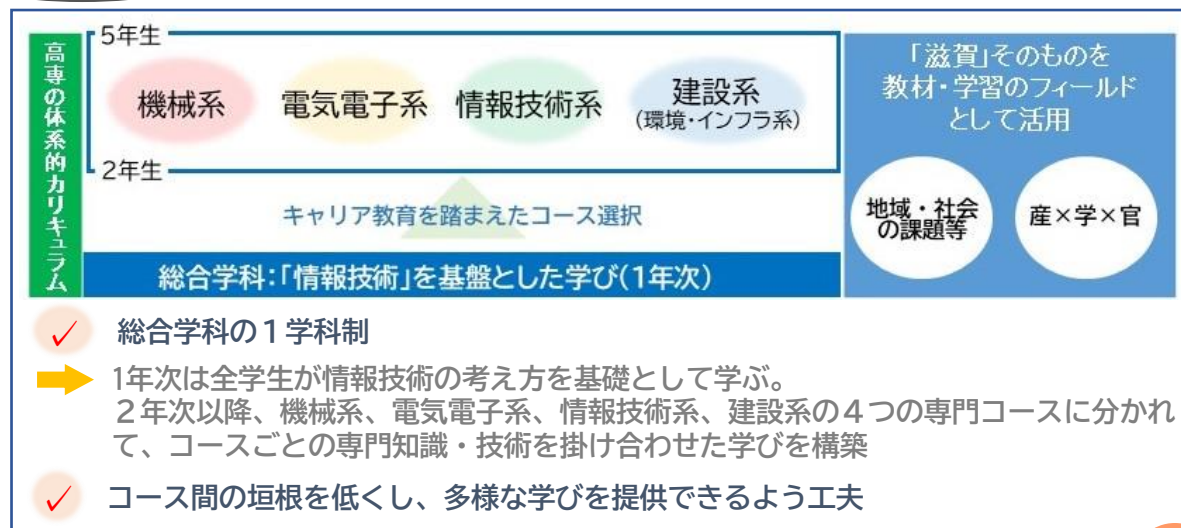 高専の体系的カリキュラム
5年生
機械系
電気電子系
情報技術系
建設系
(環境・インフラ系)
2年生
キャリア教育を踏まえたコース選択
総合学科:「情報技術」を基盤とした学び(1年次)
「滋賀」そのものを
教材・学習のフィールド
として活用
地域・社会
の課題等
産×学×官
✓ 総合学科の1学科制
1年次は全学生が情報技術の考え方を基礎として学ぶ。
2年次以降、機械系、電気電子系、情報技術系、建設系の4つの専門コースに分かれ
て、コースごとの専門知識・技術を掛け合わせた学びを構築
✓ コース間の垣根を低くし、多様な学びを提供できるよう工夫